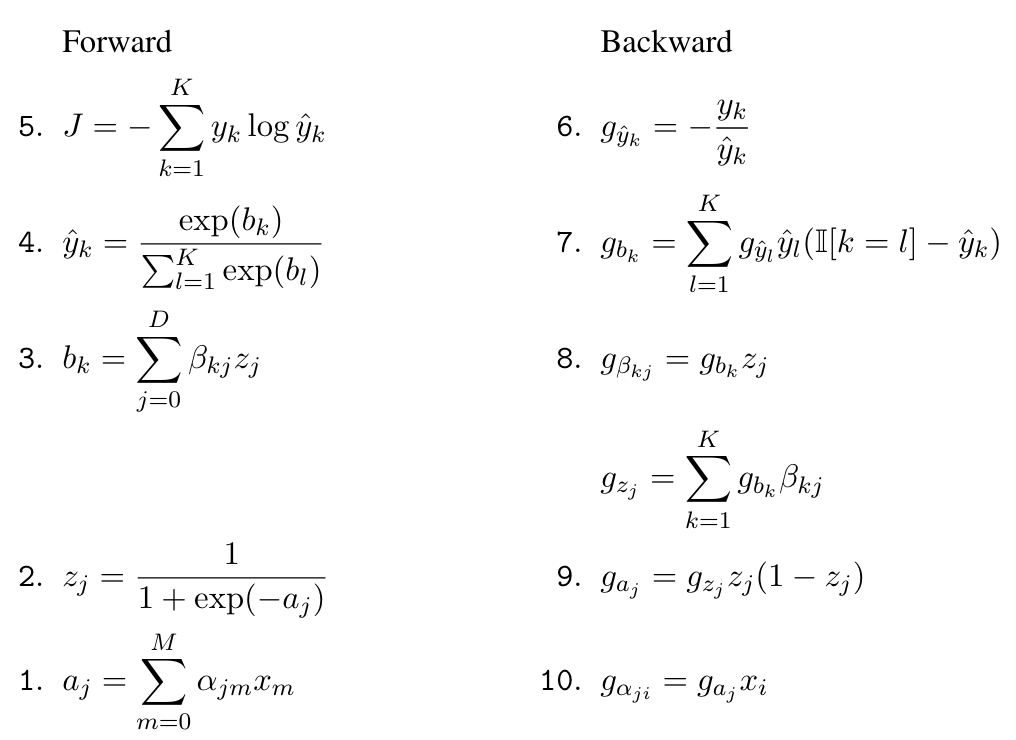 Forward Backward
5. $J = -\sum_{k=1}^{K} y_k \log \hat{y}_k$ 6. $g_{\hat{y}_k} = -\frac{y_k}{\hat{y}_k}$
4. $\hat{y}_k = \frac{\exp(b_k)}{\sum_{l=1}^{K} \exp(b_l)}$ 7. $g_{b_k} = \sum_{l=1}^{K} g_{\hat{y}_l} \hat{y}_l (\mathbb{I}[k = l] - \hat{y}_k)$
3. $b_k = \sum_{j=0}^{D} \beta_{kj} z_j$ 8. $g_{\beta_{kj}} = g_{b_k} z_j$
$g_{z_j} = \sum_{k=1}^{K} g_{b_k} \beta_{kj}$
2. $z_j = \frac{1}{1 + \exp(-a_j)}$ 9. $g_{a_j} = g_{z_j} z_j (1 - z_j)$
1. $a_j = \sum_{m=0}^{M} \alpha_{jm} x_m$ 10. $g_{\alpha_{ji}} = g_{a_j} x_i$